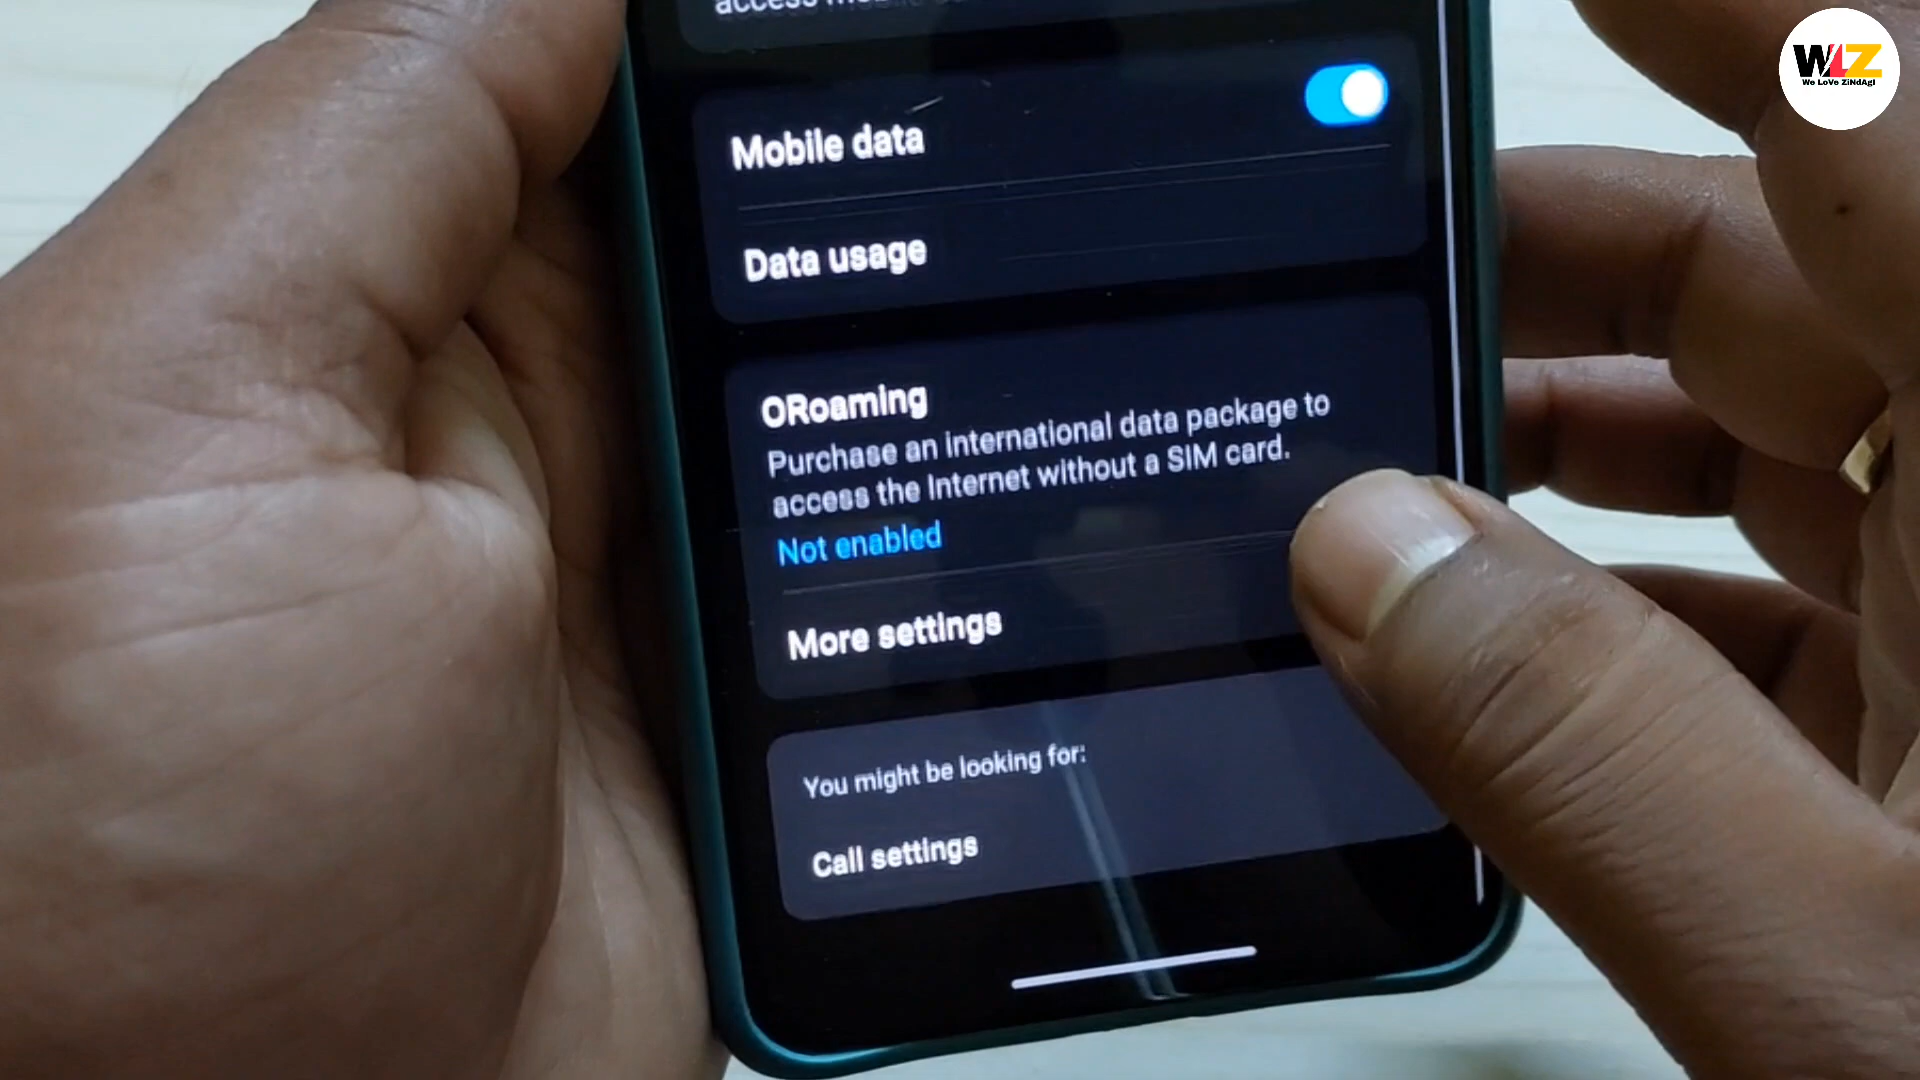 WLZ
We LoVe ZiNdAgI
Mobile data
Data usage
ORoaming
Purchase an international data package to
access the Internet without a SIM card.
Not enabled
More settings
You might be looking for:
Call settings